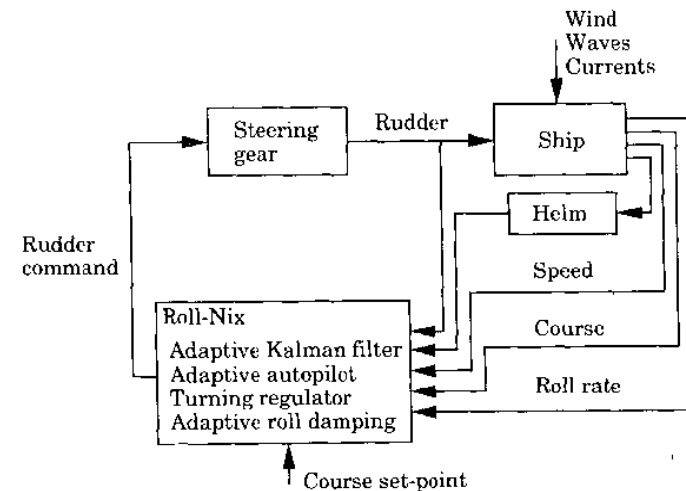 Wind
Waves
Currents
Steering
gear
Rudder
Ship
Helm
Rudder
command
Speed
Roll-Nix
Adaptive Kalman filter
Adaptive autopilot
Turning regulator
Adaptive roll damping
Course
Roll rate
Course set-point